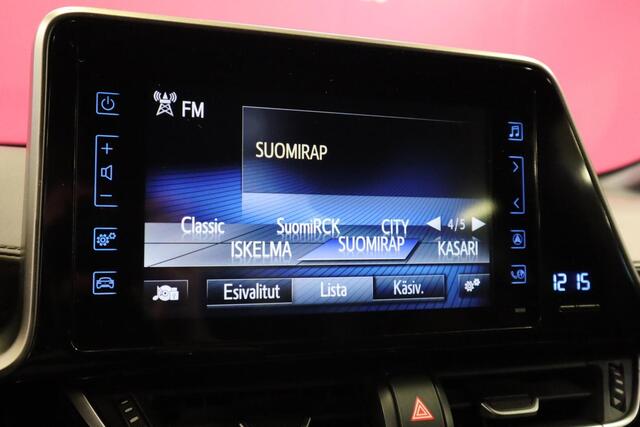 FM
SUOMIRAP
Classic SuomiRCK CITY 4/5
ISKELMA SUOMIRAP KASARI
Esivalitut Lista Käsiv.
12:15